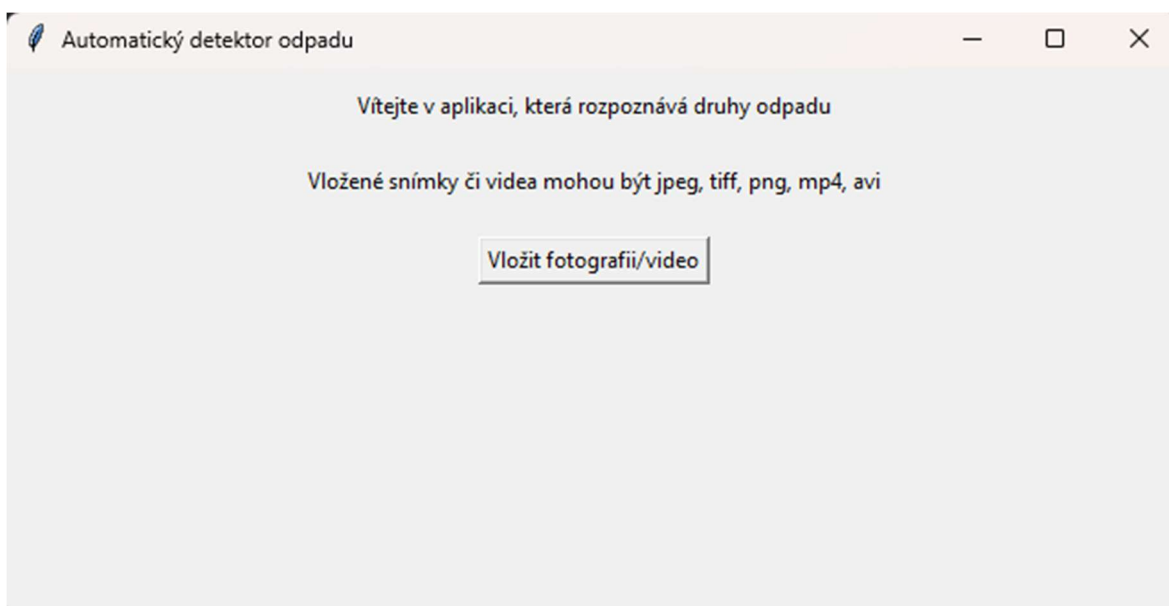 Automatický detektor odpadu
Vítejte v aplikaci, která rozpoznává druhy odpadu
Vložené snímky či videa mohou být jpeg, tiff, png, mp4, avi
Vložit fotografii/video